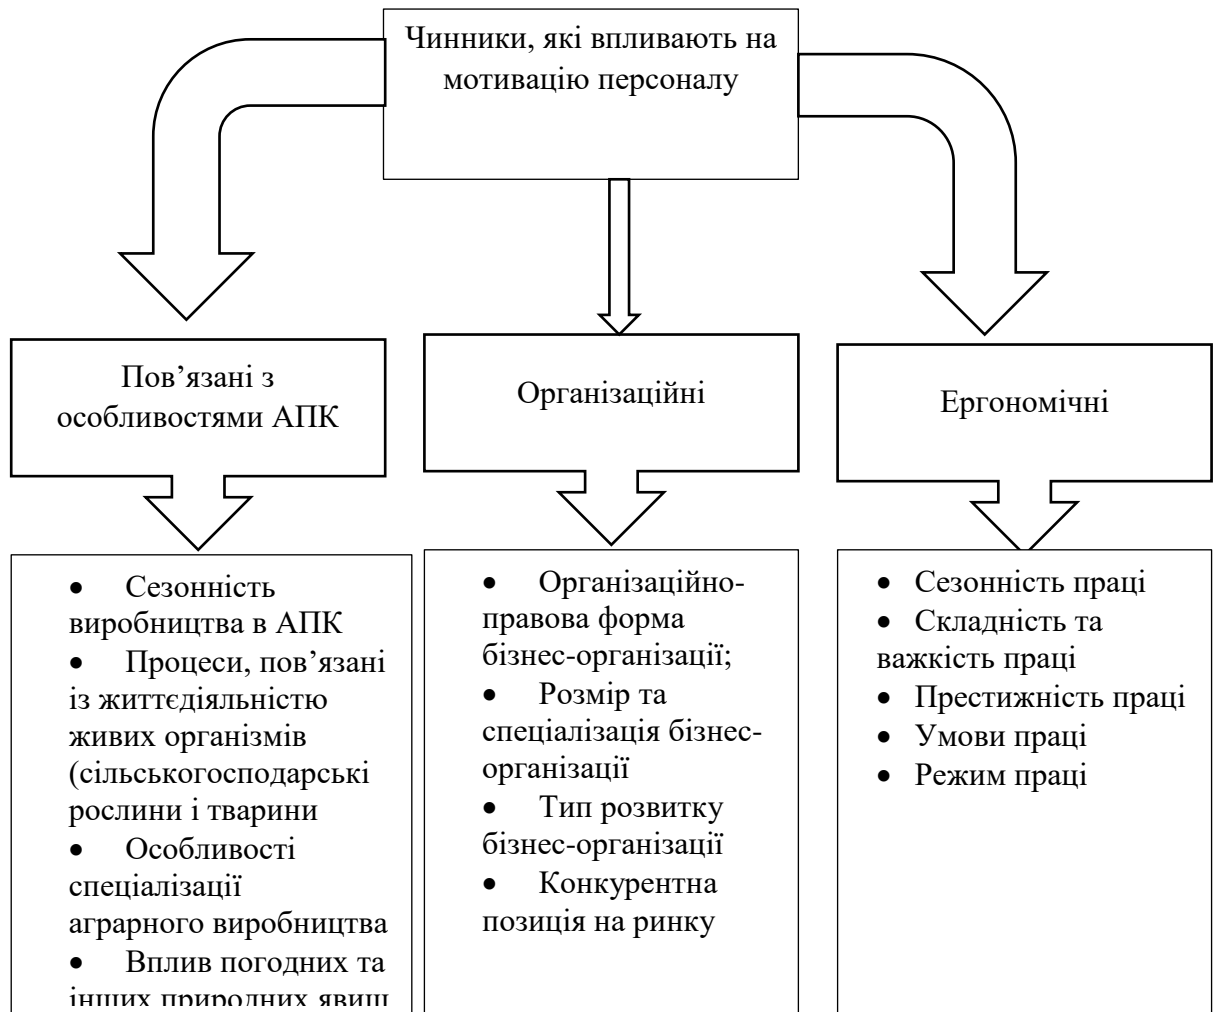 Чинники, які впливають на
мотивацію персоналу
Пов’язані з
особливостями АПК
Організаційні
Ергономічні
• Сезонність
виробництва в АПК
• Процеси, пов’язані
із життєдіяльністю
живих організмів
(сільськогосподарські
рослини і тварини
• Особливості
спеціалізації
аграрного виробництва
• Вплив погодних та
інших природних явищ
• Організаційно-
правова форма
бізнес-організації;
• Розмір та
спеціалізація бізнес-
організації
• Тип розвитку
бізнес-організації
• Конкурентна
позиція на ринку
• Сезонність праці
• Складність та
важкість праці
• Престижність праці
• Умови праці
• Режим праці